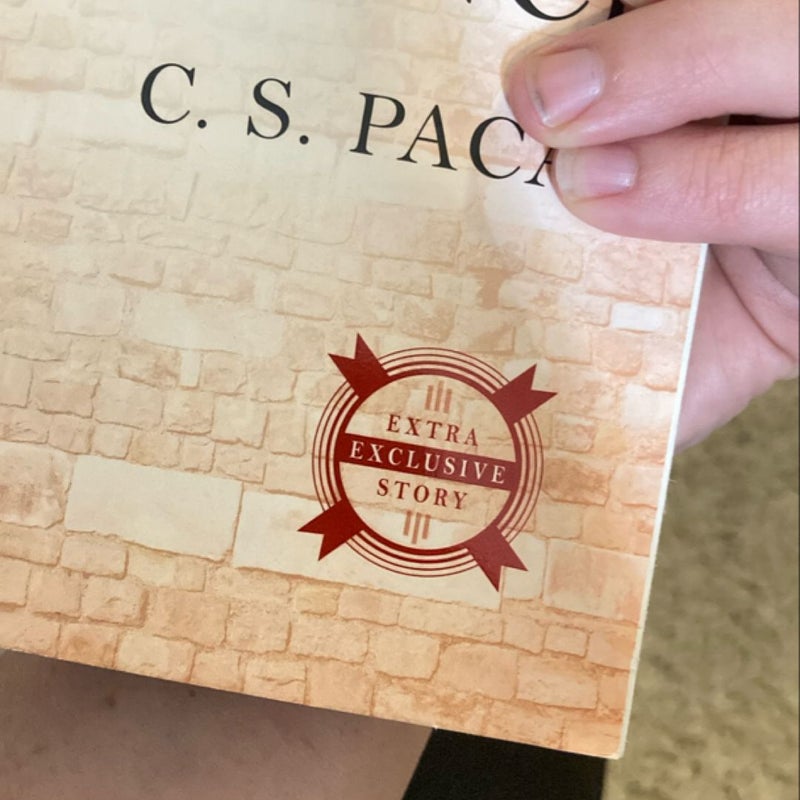 C. S. PAC
EXTRA
EXCLUSIVE
STORY